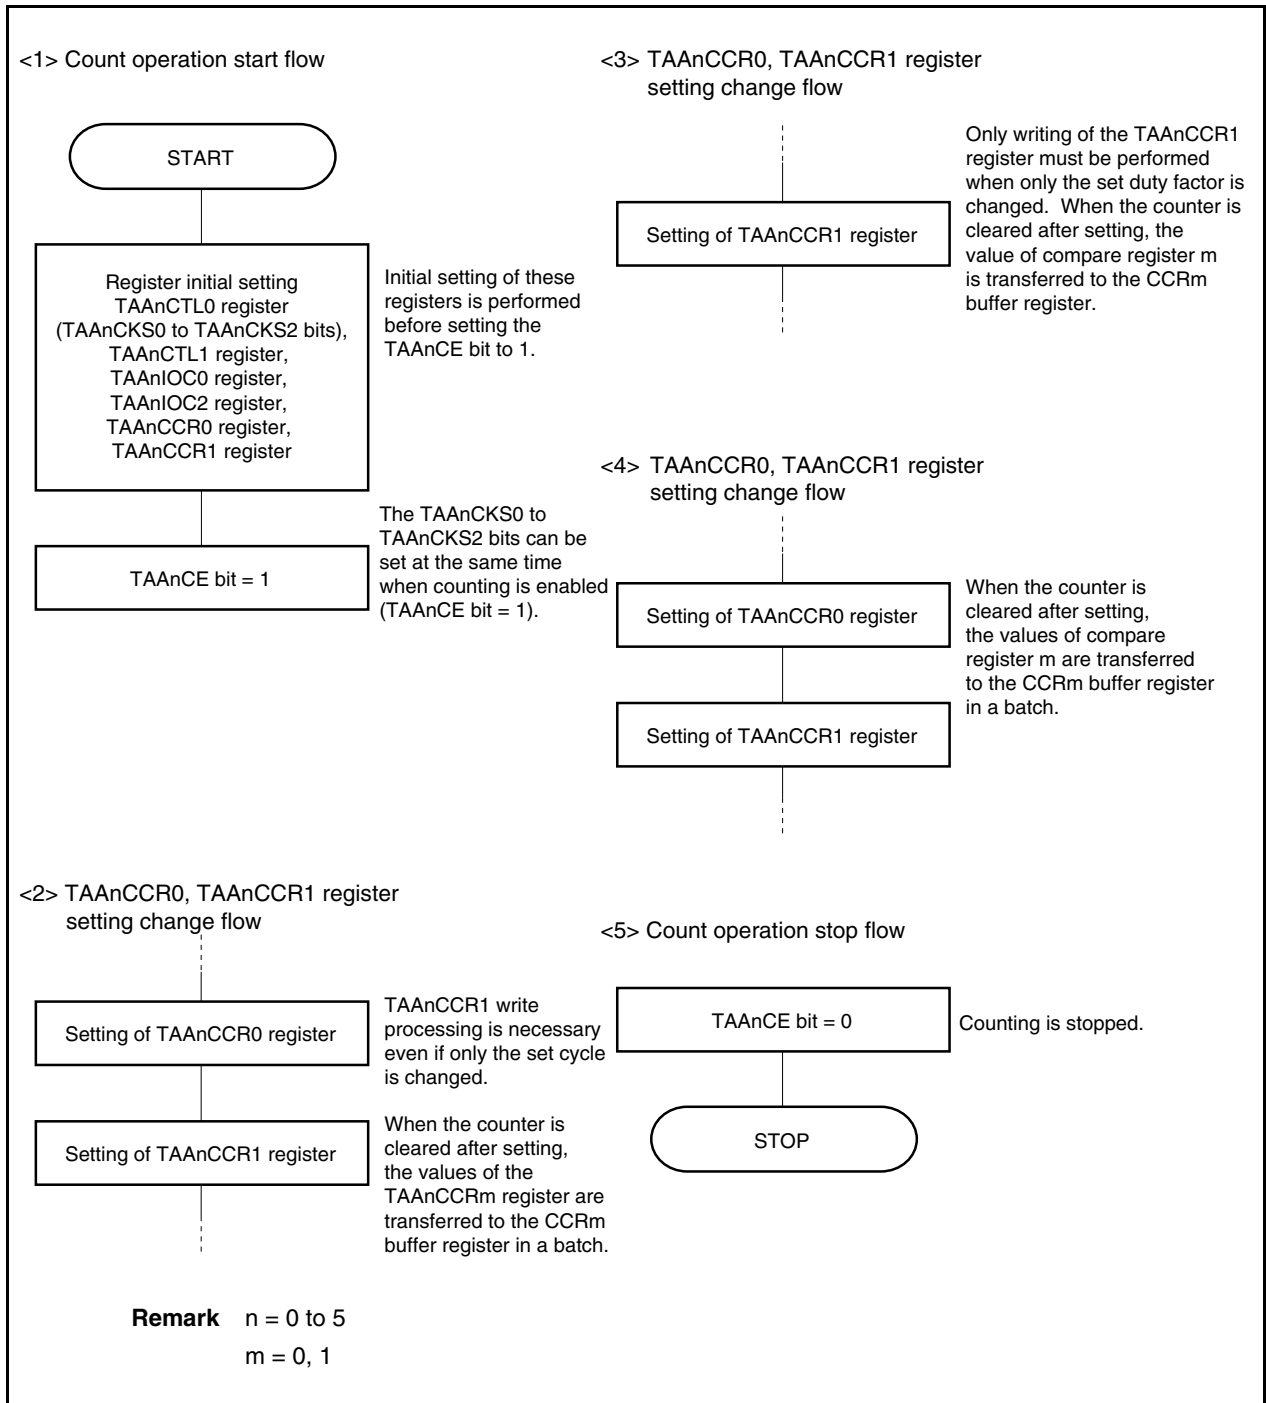 <1> Count operation start flow
START
Register initial setting
TAAnCTL0 register
(TAAnCKS0 to TAAnCKS2 bits),
TAAnCTL1 register,
TAAnIOC0 register,
TAAnIOC2 register,
TAAnCCR0 register,
TAAnCCR1 register
Initial setting of these
registers is performed
before setting the
TAAnCE bit to 1.
TAAnCE bit = 1
The TAAnCKS0 to
TAAnCKS2 bits can be
set at the same time
when counting is enabled
(TAAnCE bit = 1).
<2> TAAnCCR0, TAAnCCR1 register
setting change flow
Setting of TAAnCCR0 register
TAAnCCR1 write
processing is necessary
even if only the set cycle
is changed.
Setting of TAAnCCR1 register
When the counter is
cleared after setting,
the values of the
TAAnCCRm register are
transferred to the CCRm
buffer register in a batch.
<3> TAAnCCR0, TAAnCCR1 register
setting change flow
Setting of TAAnCCR1 register
Only writing of the TAAnCCR1
register must be performed
when only the set duty factor is
changed. When the counter is
cleared after setting, the
value of compare register m
is transferred to the CCRm
buffer register.
<4> TAAnCCR0, TAAnCCR1 register
setting change flow
Setting of TAAnCCR0 register
Setting of TAAnCCR1 register
When the counter is
cleared after setting,
the values of compare
register m are transferred
to the CCRm buffer register
in a batch.
<5> Count operation stop flow
TAAnCE bit = 0
Counting is stopped.
STOP
Remark n = 0 to 5
m = 0, 1